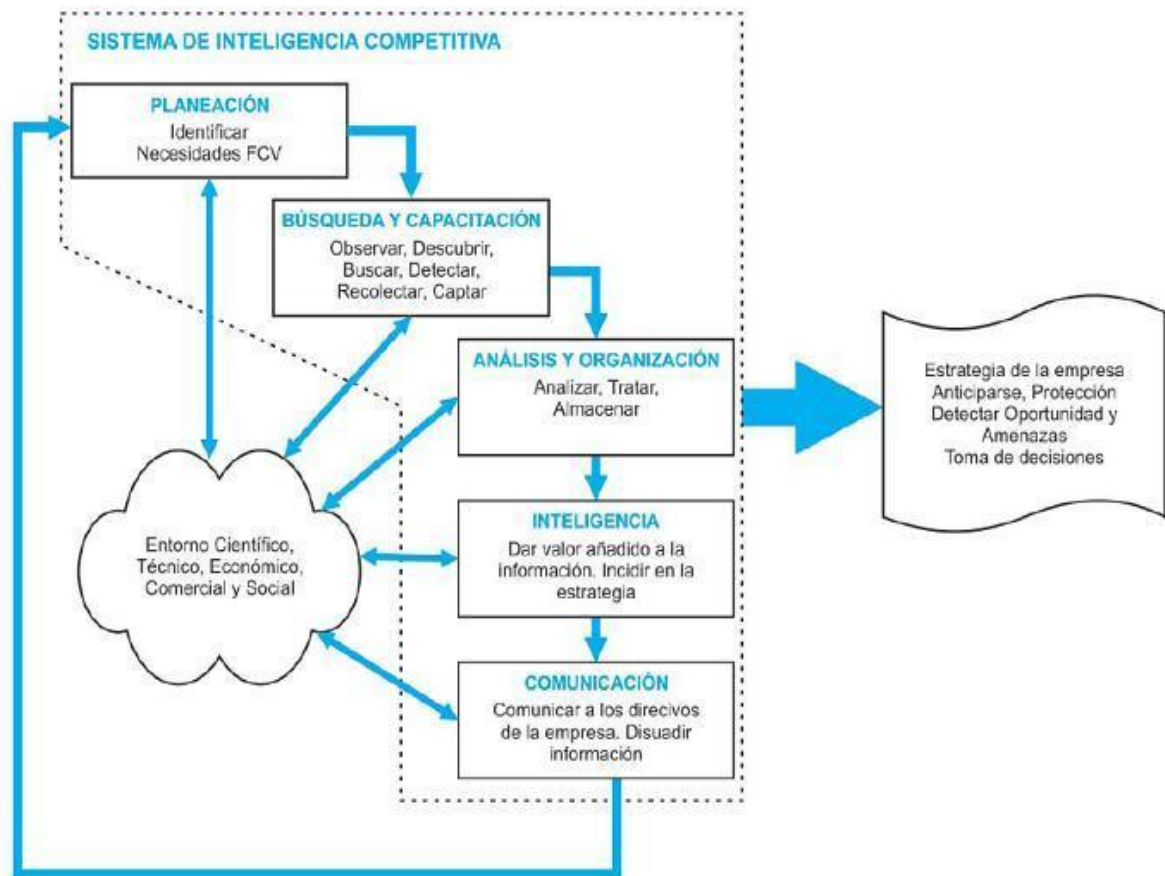 SISTEMA DE INTELIGENCIA COMPETITIVA
PLANEACIÓN
Identificar
Necesidades FCV
BÚSQUEDA Y CAPACITACIÓN
Observar, Descubrir,
Buscar, Detectar,
Recolectar, Captar
ANÁLISIS Y ORGANIZACIÓN
Analizar, Tratar,
Almacenar
INTELIGENCIA
Dar valor añadido a la
información. Incidir en la
estrategia
COMUNICACIÓN
Comunicar a los direcivos
de la empresa. Disuadir
información
Entorno Científico,
Técnico, Económico,
Comercial y Social
Estrategia de la empresa
Anticiparse, Protección
Detectar Oportunidad y
Amenazas
Toma de decisiones